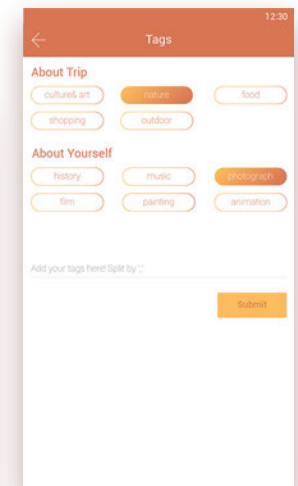 12:30
Tags
About Trip
culture& art nature food
shopping outdoor
About Yourself
history music photograph
film painting animation
Add your tags here! Split by ','
Submit